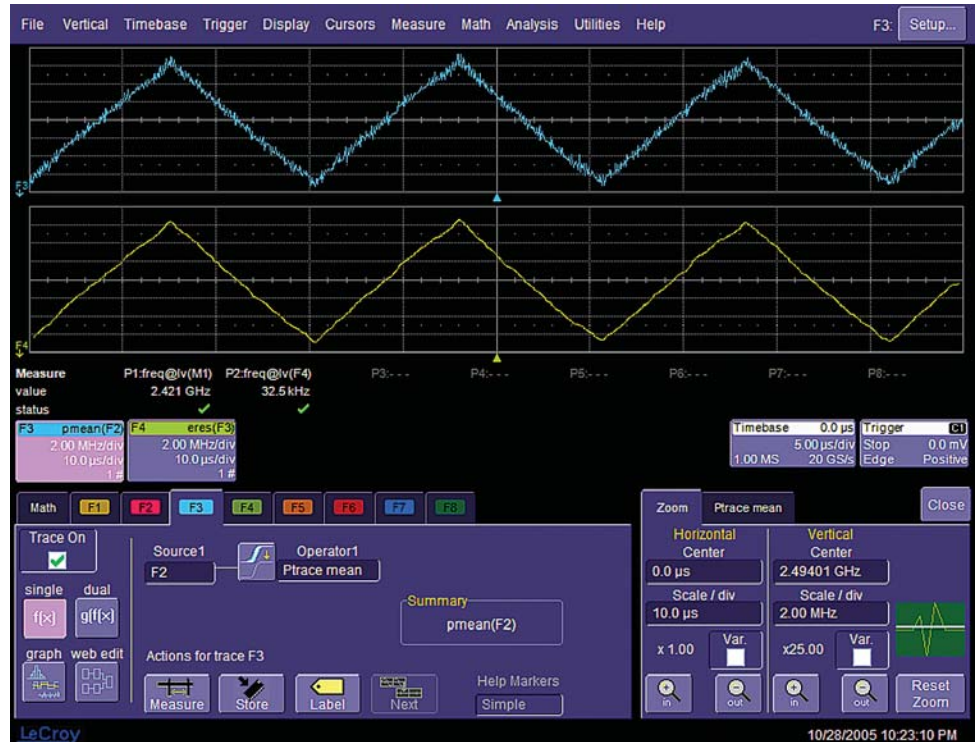 File Vertical Timebase Trigger Display Cursors Measure Math Analysis Utilities Help F3: Setup...
F3
F4
Measure P1:freq@lv(M1) P2:freq@lv(F4) P3:- - - P4:- - - P5:- - - P6:- - - P7:- - - P8:- - -
value 2.421 GHz 32.5 kHz
status
F3 pmean(F2) F4 eres(F3) Timebase 0.0 µs Trigger C1
2.00 MHz/div 2.00 MHz/div 5.00 µs/div Stop 0.0 mV
10.0 µs/div 10.0 µs/div 1.00 MS 20 GS/s Edge Positive
1 # 1 #
Math F1 F2 F3 F4 F5 F6 F7 F8 Zoom Ptrace mean Close
Trace On
Source1 Operator1
F2 Ptrace mean
single dual
f(x) g(f(x)
Summary
pmean(F2)
graph web edit
Actions for trace F3
Measure Store Label Next
Help Markers
Simple
Horizontal Vertical
Center Center
0.0 µs 2.49401 GHz
Scale / div Scale / div
10.0 µs 2.00 MHz
x 1.00 Var. x25.00 Var.
in out in out Reset Zoom
LeCroy 10/28/2005 10:23:10 PM